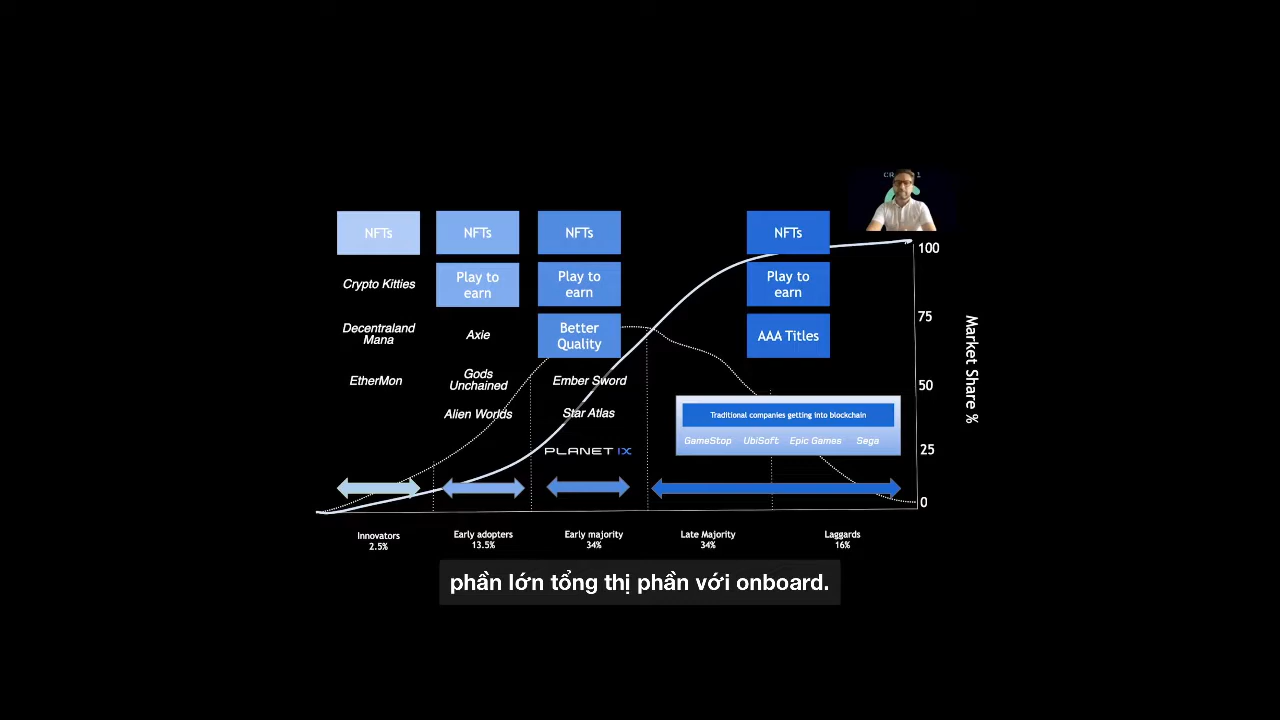 CR
1
NFTs
NFTs
NFTs
NFTs
100
Crypto Kitties
Play to
earn
Play to
earn
Play to
earn
75
Decentraland
Mana
Axie
Better
Quality
AAA Titles
Market Share %
EtherMon
Gods
Unchained
Ember Sword
50
Alien Worlds
Star Atlas
Traditional companies getting into blockchain
GameStop UbiSoft Epic Games Sega
PLANET IX
25
0
Innovators
2.5%
Early adopters
13.5%
Early majority
34%
Late Majority
34%
Laggards
16%
phần lớn tổng thị phần với onboard.